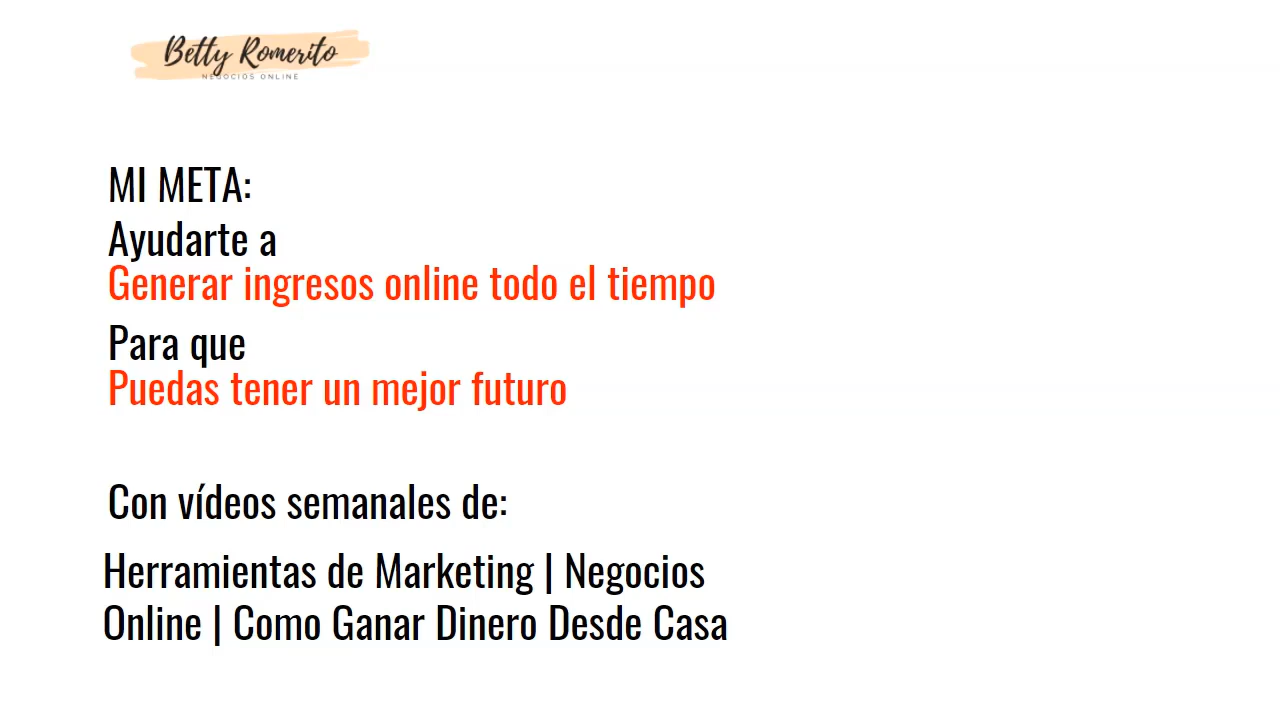 Betty Romerito
NEGOCIOS ONLINE
MI META:
Ayudarte a
Generar ingresos online todo el tiempo
Para que
Puedas tener un mejor futuro
Con vídeos semanales de:
Herramientas de Marketing | Negocios
Online | Como Ganar Dinero Desde Casa